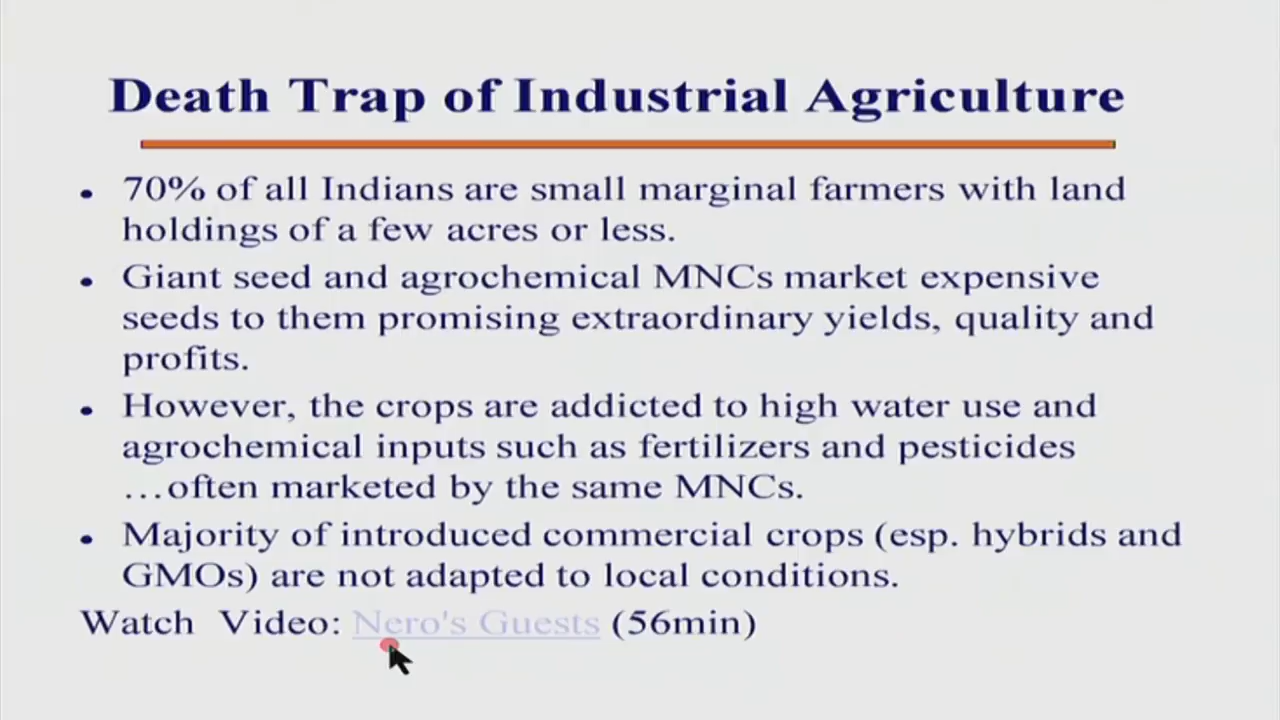 Death Trap of Industrial Agriculture
• 70% of all Indians are small marginal farmers with land
holdings of a few acres or less.
• Giant seed and agrochemical MNCs market expensive
seeds to them promising extraordinary yields, quality and
profits.
• However, the crops are addicted to high water use and
agrochemical inputs such as fertilizers and pesticides
…often marketed by the same MNCs.
• Majority of introduced commercial crops (esp. hybrids and
GMOs) are not adapted to local conditions.
Watch Video: Nero's Guests (56min)